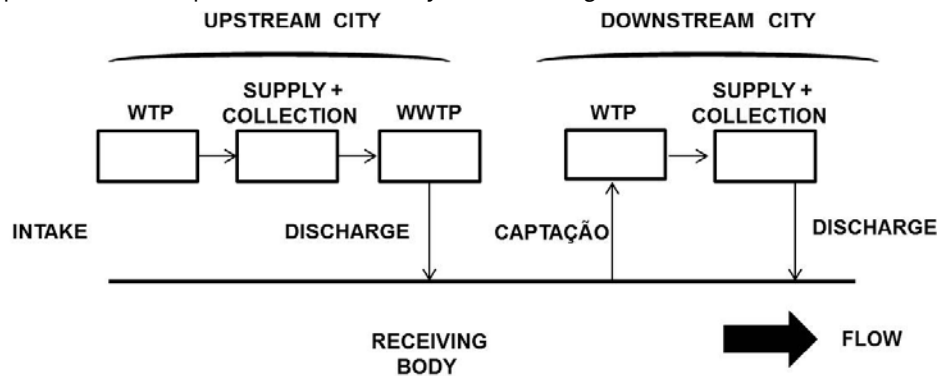 UPSTREAM CITY
DOWNSTREAM CITY
WTP
SUPPLY +
COLLECTION
WWTP
WTP
SUPPLY +
COLLECTION
INTAKE
DISCHARGE
CAPTAÇÃO
DISCHARGE
RECEIVING
BODY
FLOW